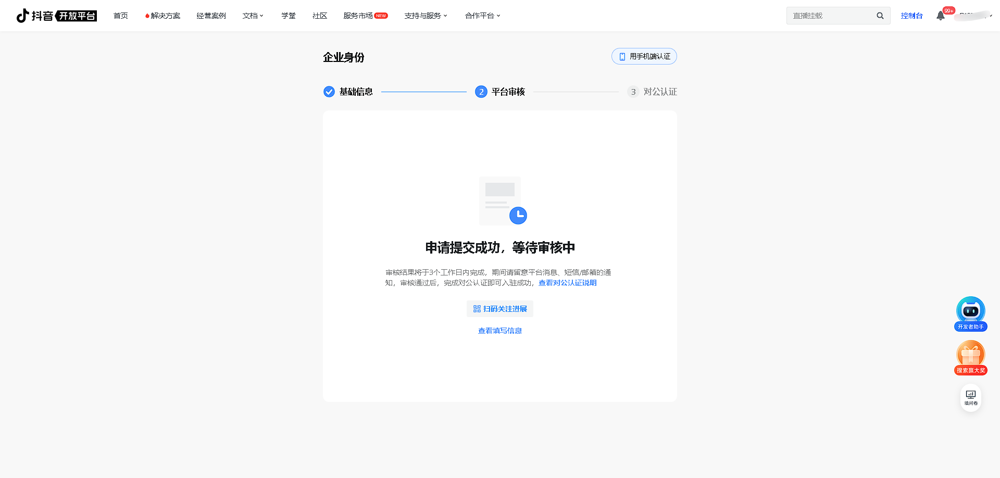 抖音 开放平台 首页 解决方案 经营案例 文档 学堂 社区 服务市场 NEW 支持与服务 合作平台 直播挂载 控制台 99+
企业身份 用手机端认证
基础信息 2 平台审核 3 对公认证
申请提交成功，等待审核中
审核结果将于3个工作日内完成，期间请留意平台消息、短信/邮箱的通
知，审核通过后，完成对公认证即可入驻成功，查看对公认证说明
扫码关注进展
查看填写信息
开发者助手
搜索赢大奖
填问卷